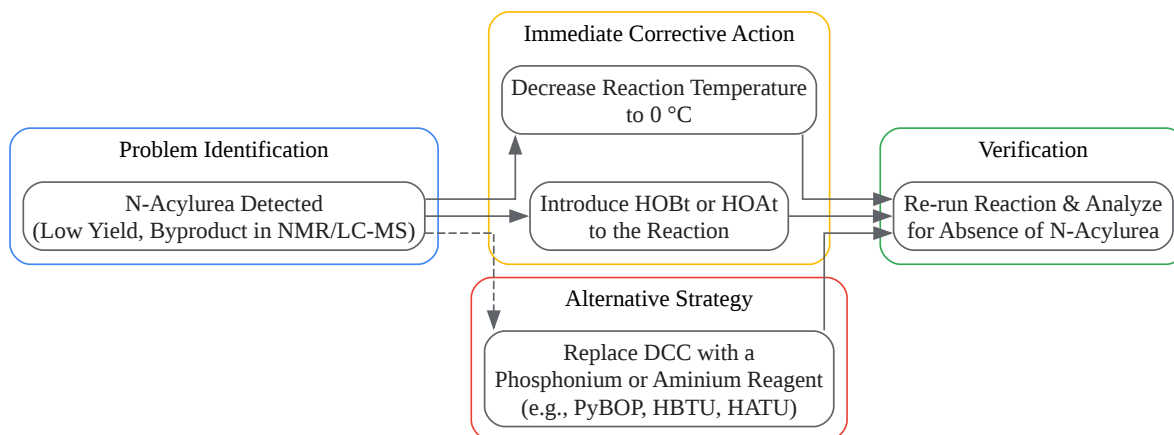 Problem Identification
N-Acylurea Detected
(Low Yield, Byproduct in NMR/LC-MS)
Immediate Corrective Action
Decrease Reaction Temperature
to 0 °C
Introduce HOBt or HOAt
to the Reaction
Alternative Strategy
Replace DCC with a
Phosphonium or Aminium Reagent
(e.g., PyBOP, HBTU, HATU)
Verification
Re-run Reaction & Analyze
for Absence of N-Acylurea